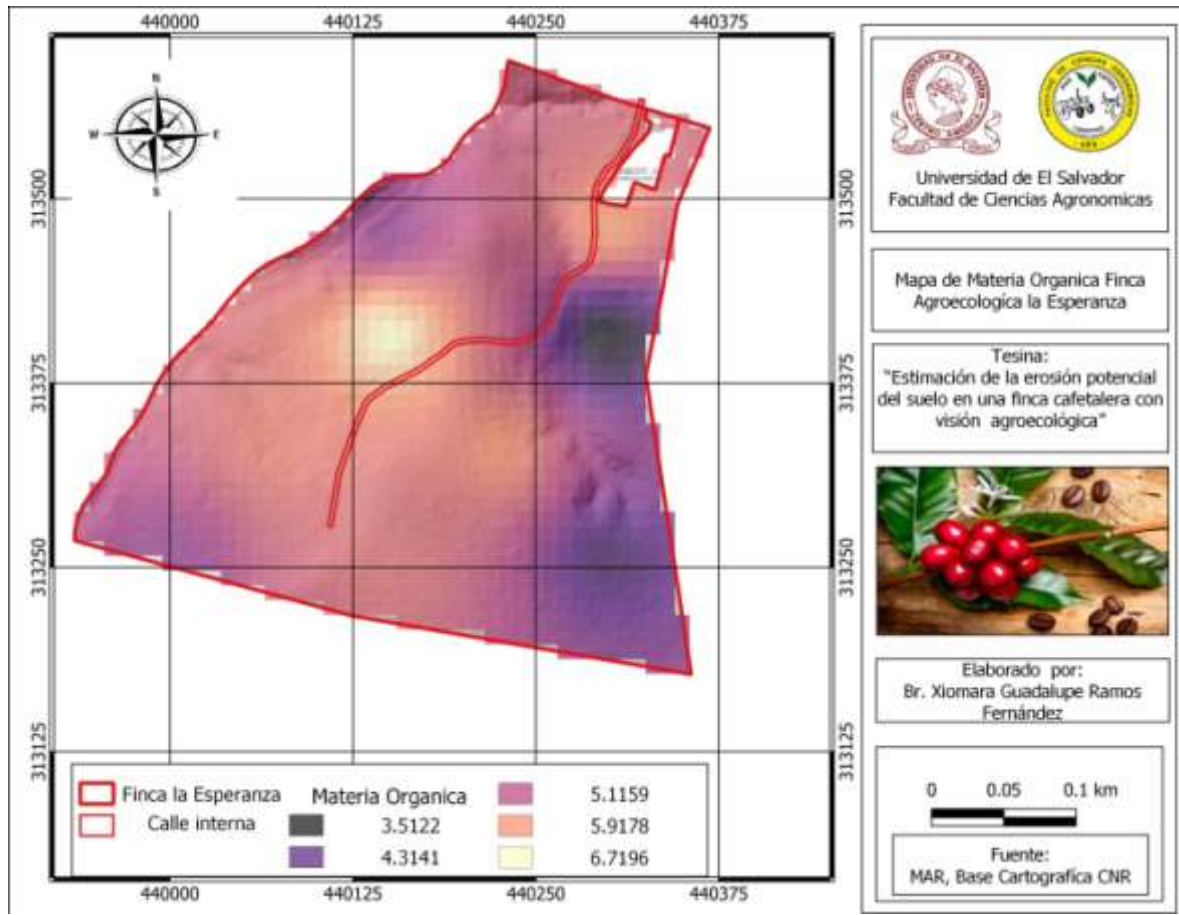 440000 440125 440250 440375
N
W E
S
313500
313375
313250
313125
313500
313375
313250
313125
Finca la Esperanza
Calle interna
Materia Organica
3.5122
4.3141
5.1159
5.9178
6.7196
440000 440125 440250 440375
Universidad de El Salvador
Facultad de Ciencias Agronomicas
Mapa de Materia Organica Finca
Agroecologíca la Esperanza
Tesina:
"Estimación de la erosión potencial
del suelo en una finca cafetalera con
visión agroecológica"
Elaborado por:
Br. Xiomara Guadalupe Ramos
Fernández
0 0.05 0.1 km
Fuente:
MAR, Base Cartografíca CNR